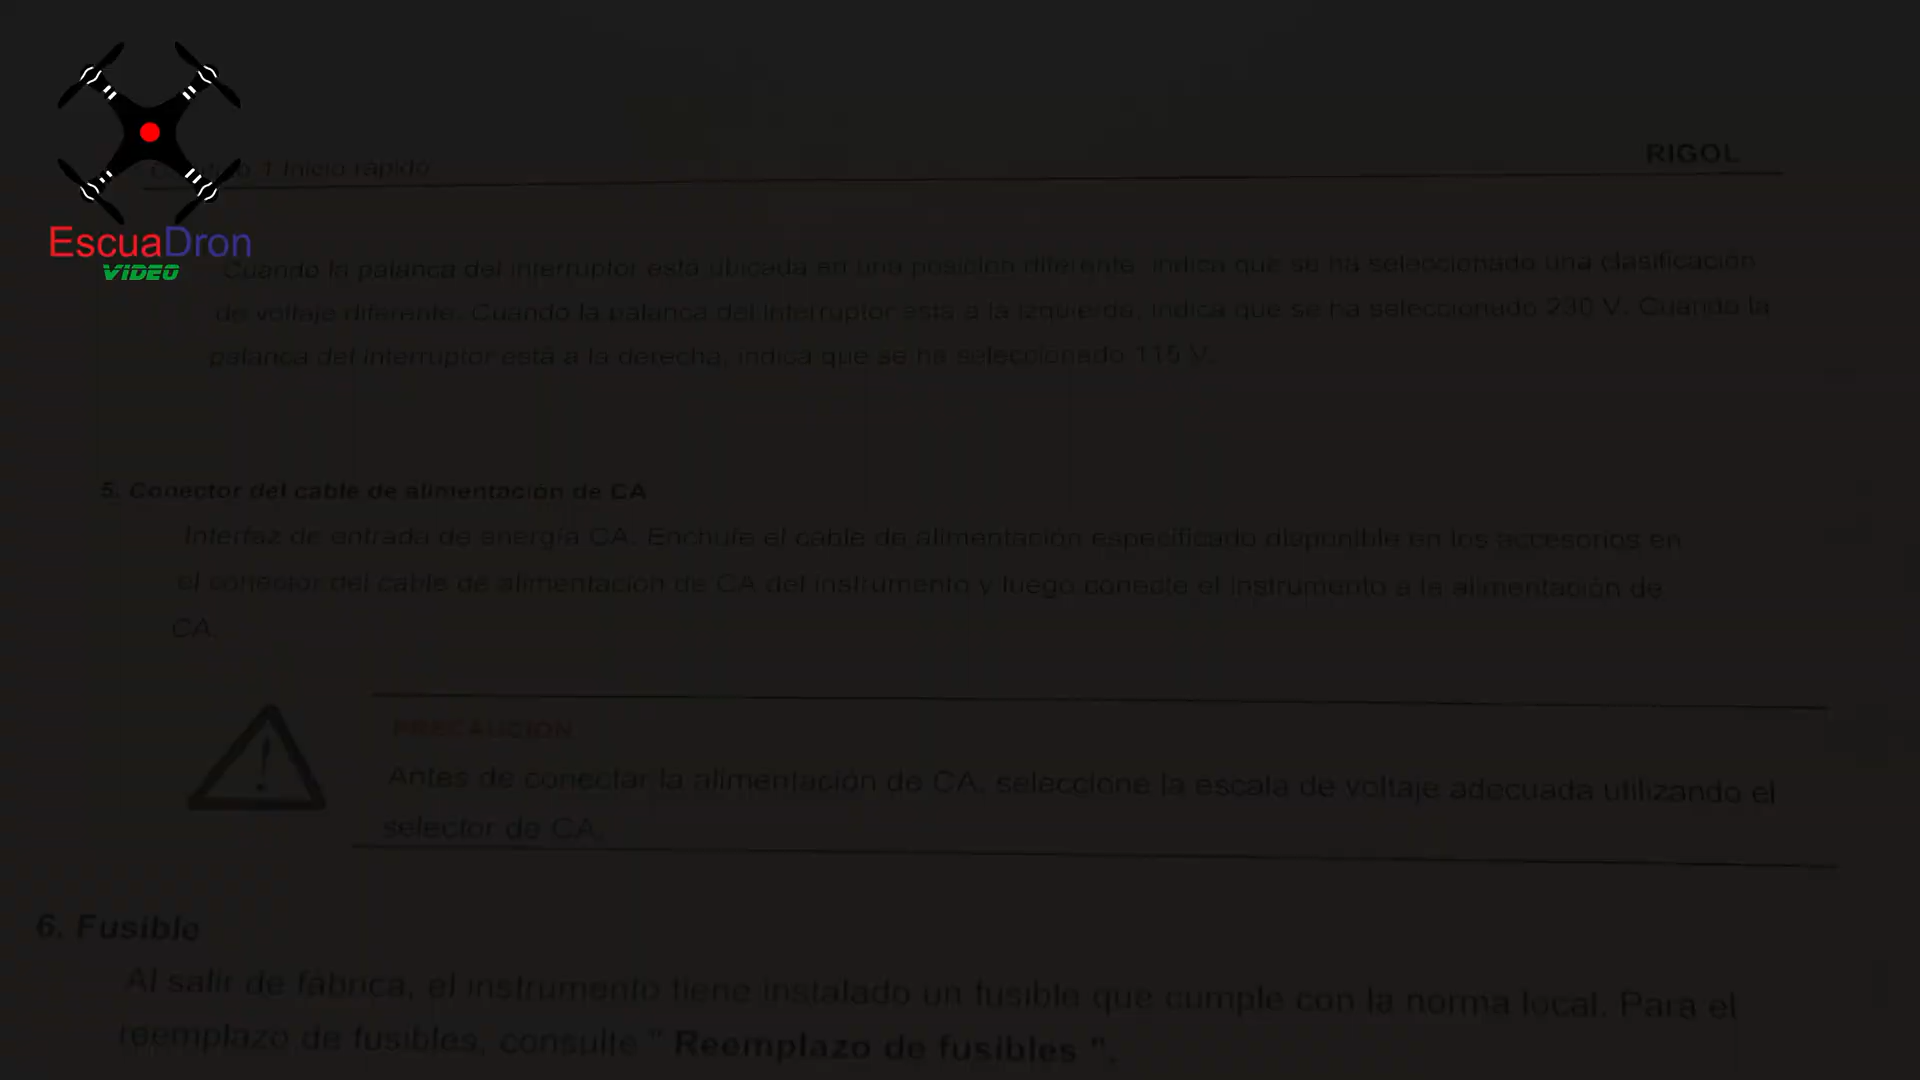 Capítulo 1 Inicio rápido
RIGOL
EscuaDron
VIDEO
Cuando la palanca del interruptor está ubicada en una posición diferente, indica que se ha seleccionado una clasificación
de voltaje diferente. Cuando la palanca del interruptor está a la izquierda, indica que se ha seleccionado 230 V. Cuando la
palanca del interruptor está a la derecha, indica que se ha seleccionado 115 V.
5. Conector del cable de alimentación de CA
Interfaz de entrada de energía CA. Enchufe el cable de alimentación especificado disponible en los accesorios en
el conector del cable de alimentación de CA del instrumento y luego conecte el instrumento a la alimentación de
CA.
PRECAUCIÓN
Antes de conectar la alimentación de CA, seleccione la escala de voltaje adecuada utilizando el
selector de CA.
6. Fusible
Al salir de fábrica, el instrumento tiene instalado un fusible que cumple con la norma local. Para el
reemplazo de fusibles, consulte " Reemplazo de fusibles ".